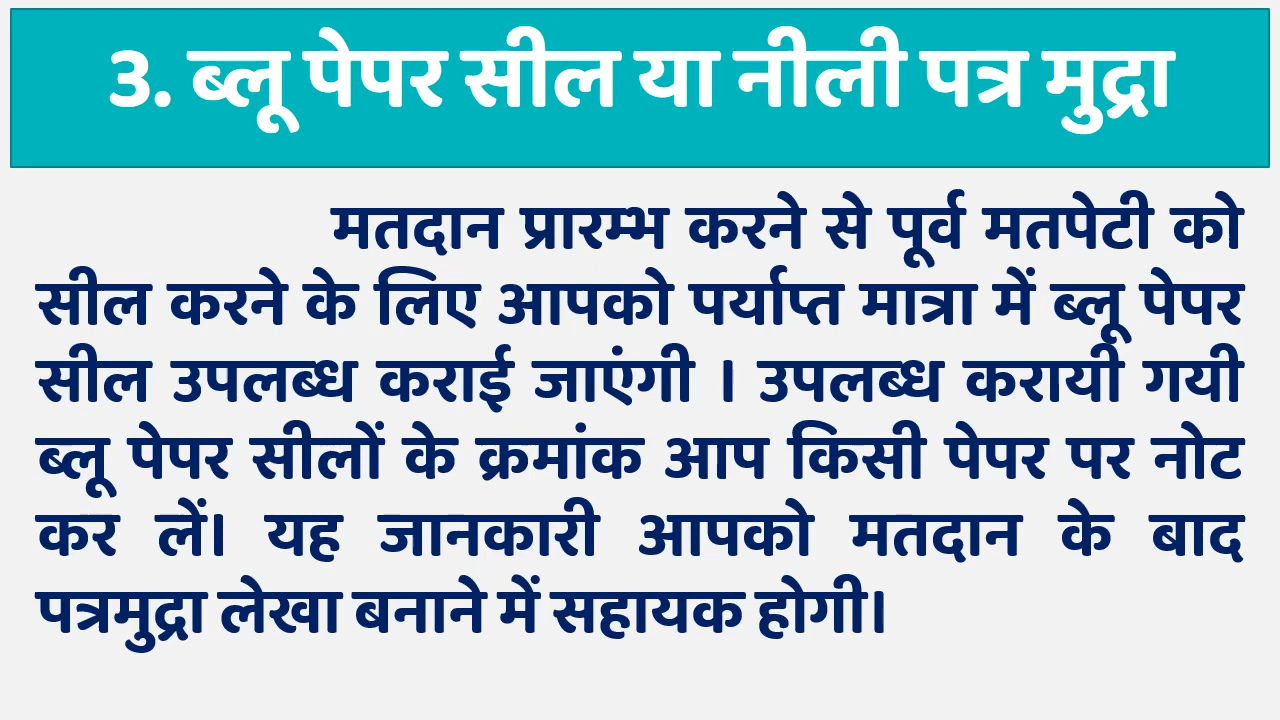 3. ब्लू पेपर सील या नीली पत्र मुद्रा
मतदान प्रारम्भ करने से पूर्व मतपेटी को
सील करने के लिए आपको पर्याप्त मात्रा में ब्लू पेपर
सील उपलब्ध कराई जाएंगी । उपलब्ध करायी गयी
ब्लू पेपर सीलों के क्रमांक आप किसी पेपर पर नोट
कर लें। यह जानकारी आपको मतदान के बाद
पत्रमुद्रा लेखा बनाने में सहायक होगी।